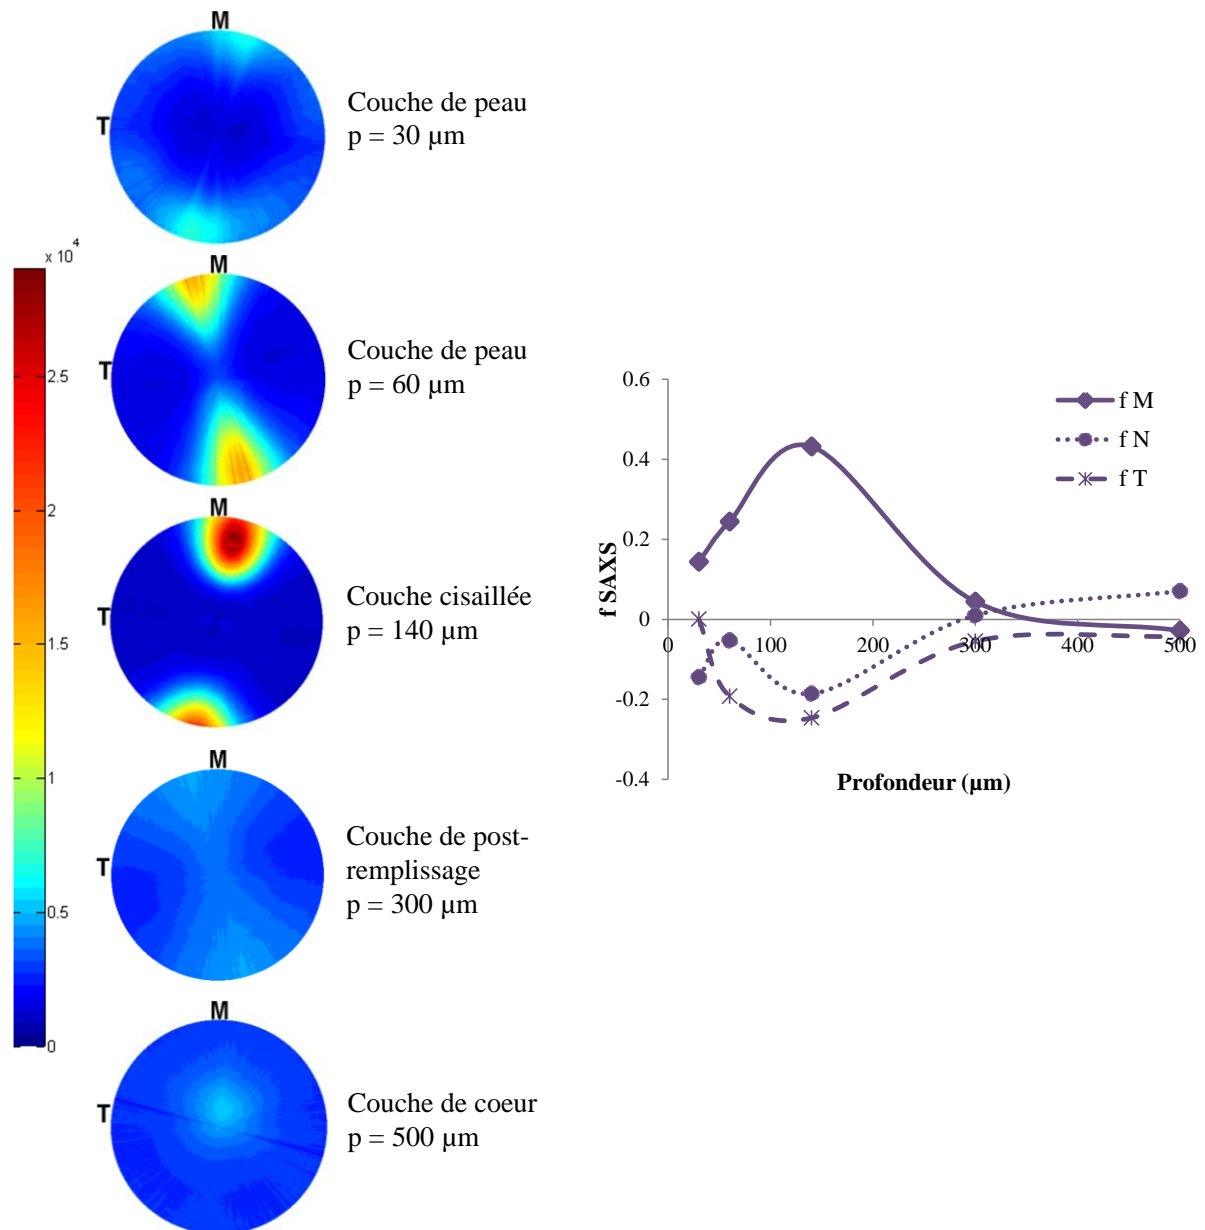 M
T
Couche de peau
p = 30 µm
x 10^4
2.5
2
1.5
1
0.5
0
M
T
Couche de peau
p = 60 µm
M
T
Couche cisaillée
p = 140 µm
M
T
Couche de post-
remplissage
p = 300 µm
M
T
Couche de coeur
p = 500 µm
0.6
0.4
0.2
0
-0.2
-0.4
f SAXS
0
100
200
300
400
500
Profondeur (µm)
f M
f N
f T